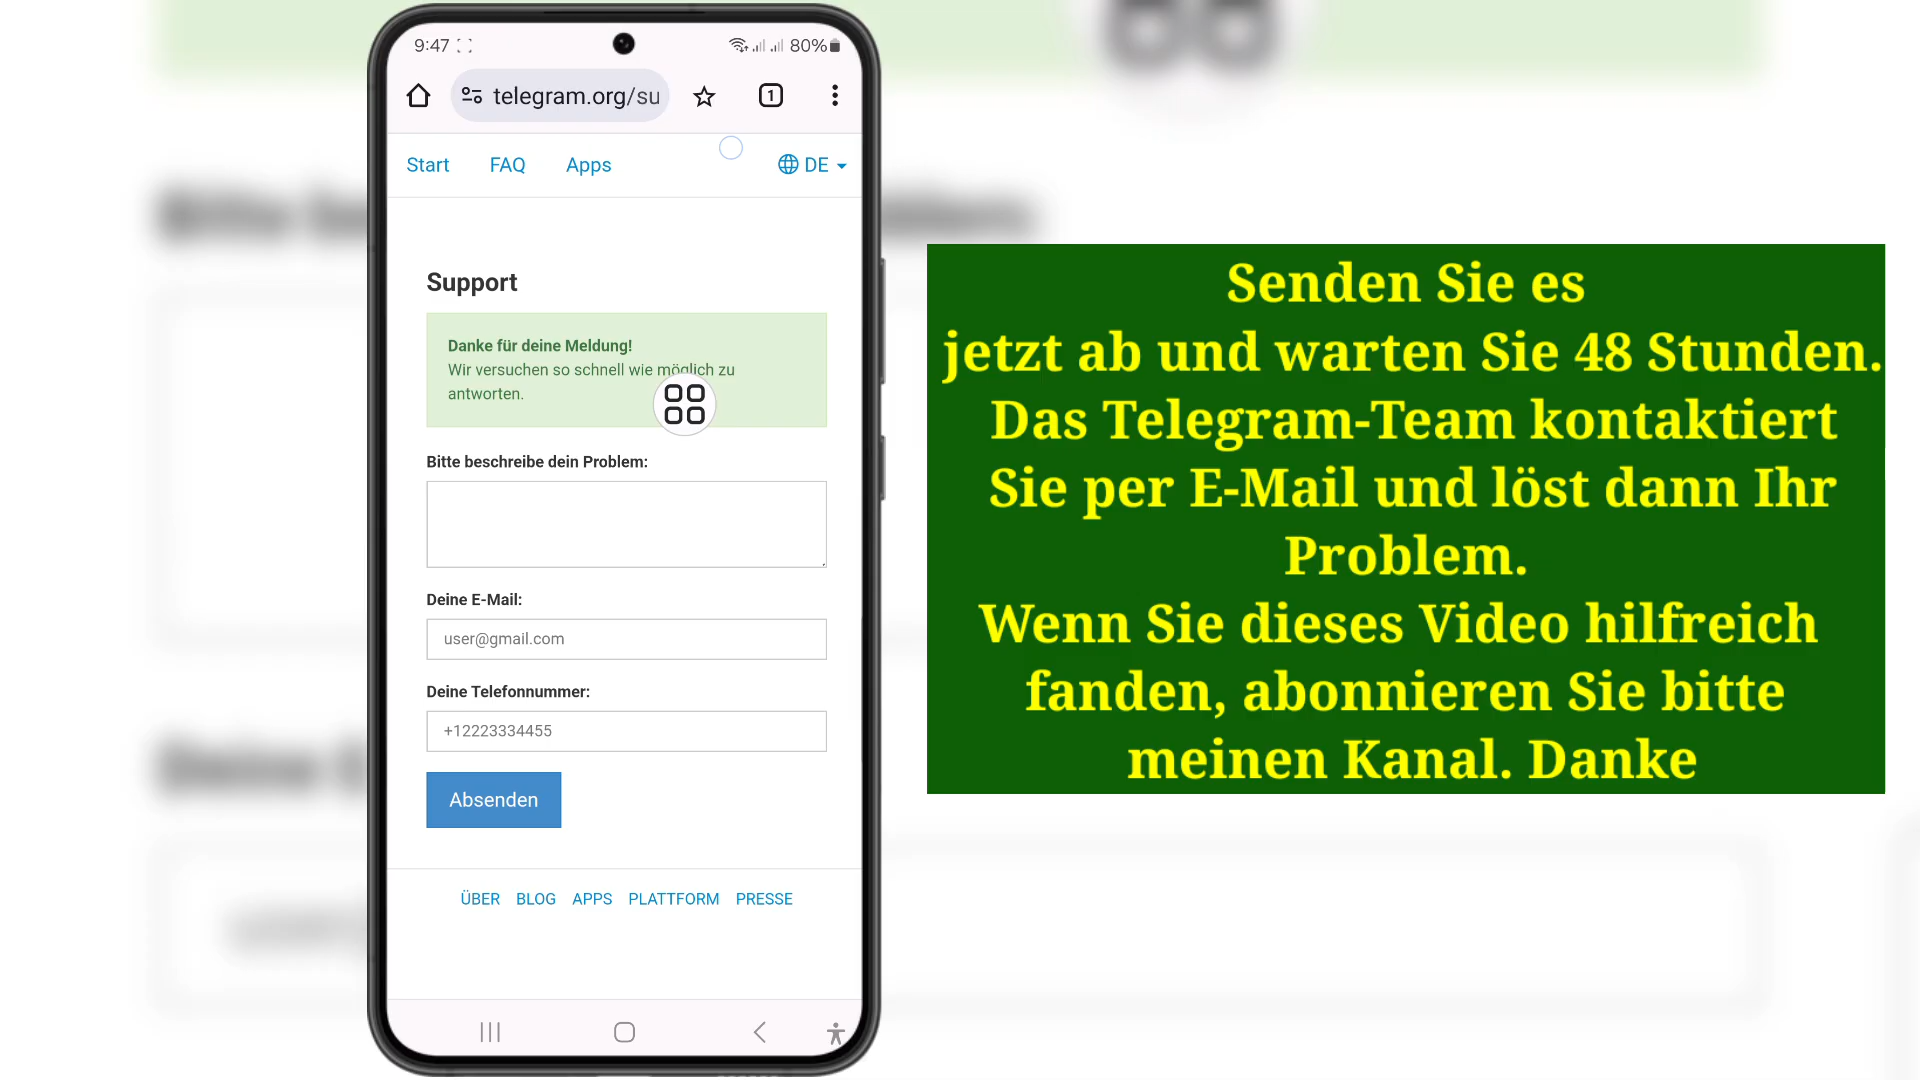 9:47
80%
telegram.org/su
1
Start FAQ Apps DE
Support
Danke für deine Meldung!
Wir versuchen so schnell wie möglich zu
antworten.
Bitte beschreibe dein Problem:
Deine E-Mail:
user@gmail.com
Deine Telefonnummer:
+12223334455
Absenden
ÜBER BLOG APPS PLATTFORM PRESSE
Senden Sie es
jetzt ab und warten Sie 48 Stunden.
Das Telegram-Team kontaktiert
Sie per E-Mail und löst dann Ihr
Problem.
Wenn Sie dieses Video hilfreich
fanden, abonnieren Sie bitte
meinen Kanal. Danke